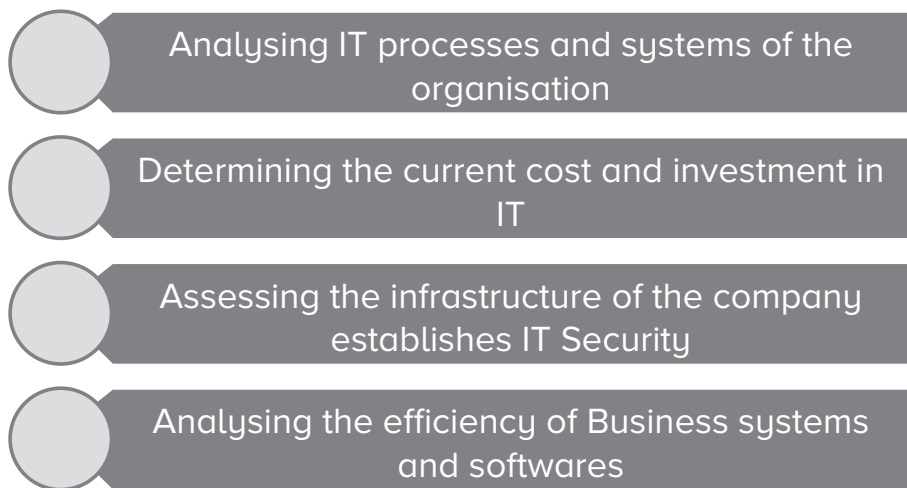 Analysing IT processes and systems of the
organisation
Determining the current cost and investment in
IT
Assessing the infrastructure of the company
establishes IT Security
Analysing the efficiency of Business systems
and softwares